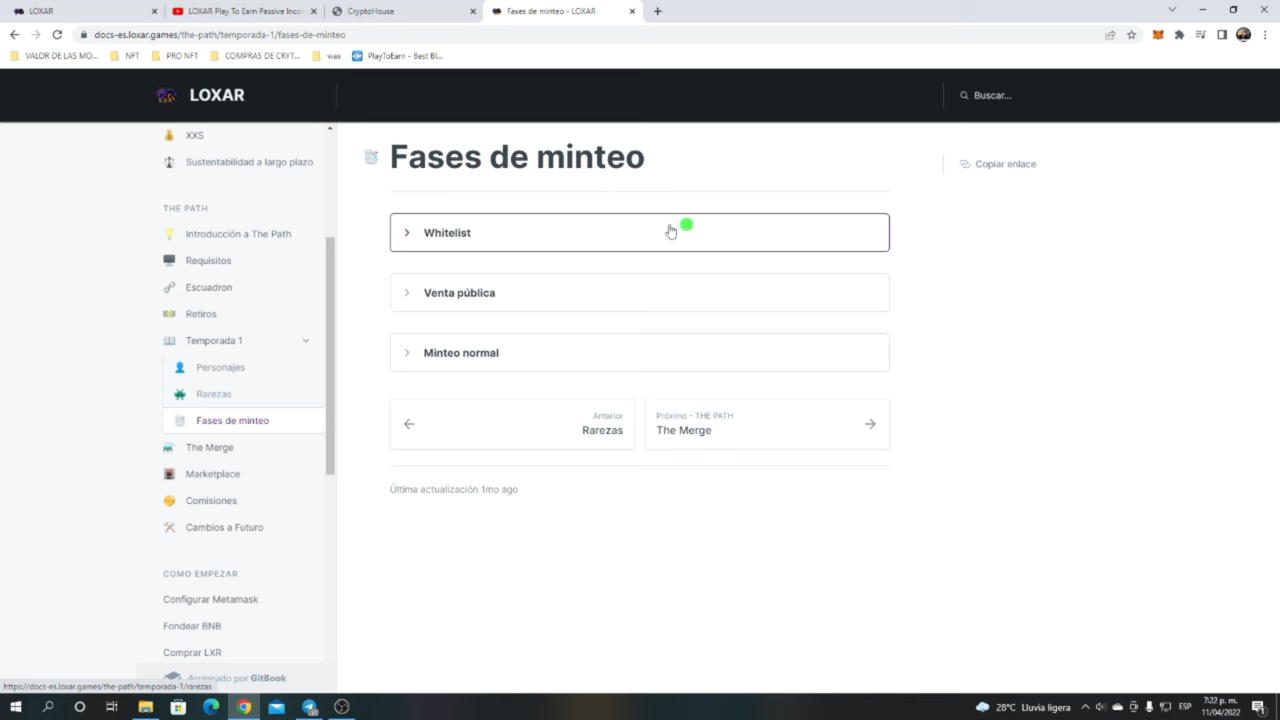 LOXAR
LOXAR Play To Earn Passive Incom
CryptoHouse
Fases de minteo - LOXAR
docs-es.loxar.games/the-path/temporada-1/fases-de-minteo
VALOR DE LAS MO...
NFT
PRO NFT
COMPRAS DE CRYT...
wax
PlayToEarn - Best Bl...
LOXAR
Buscar...
XXS
Sustentabilidad a largo plazo
THE PATH
Introducción a The Path
Requisitos
Escuadron
Retiros
Temporada 1
Personajes
Rarezas
Fases de minteo
The Merge
Marketplace
Comisiones
Cambios a Futuro
COMO EMPEZAR
Configurar Metamask
Fondear BNB
Comprar LXR
Accionado por GitBook
Fases de minteo
Copiar enlace
Whitelist
Venta pública
Minteo normal
Anterior
Rarezas
Próximo - THE PATH
The Merge
Última actualización 1mo ago
https://docs-es.loxar.games/the-path/temporada-1/rarezas
28°C Lluvia ligera
ESP
7:22 p. m.
11/04/2022